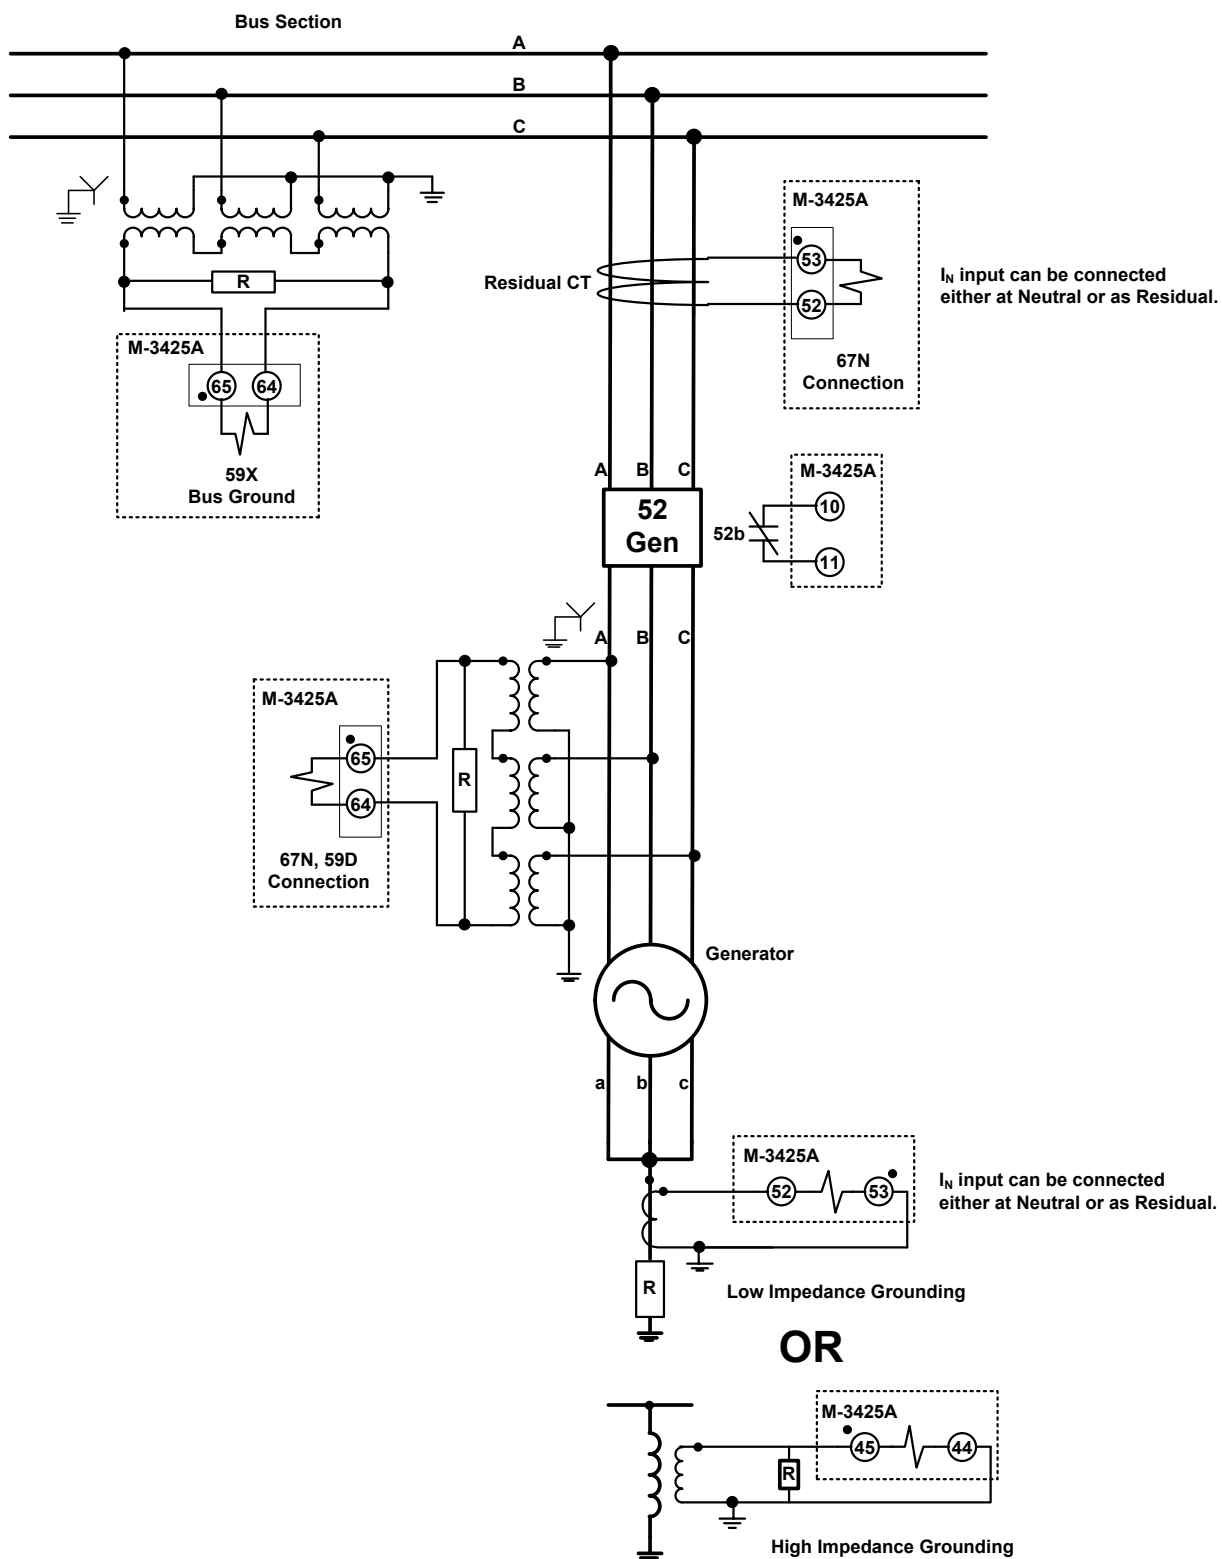 Bus Section
A
B
C
M-3425A
53
52
67N
Connection
I_N input can be connected
either at Neutral or as Residual.
Residual CT
R
M-3425A
65
64
59X
Bus Ground
A
B
C
52
Gen
52b
M-3425A
10
11
A
B
C
M-3425A
65
64
67N, 59D
Connection
R
Generator
a
b
c
M-3425A
52
53
I_N input can be connected
either at Neutral or as Residual.
R
Low Impedance Grounding
OR
M-3425A
45
44
R
High Impedance Grounding